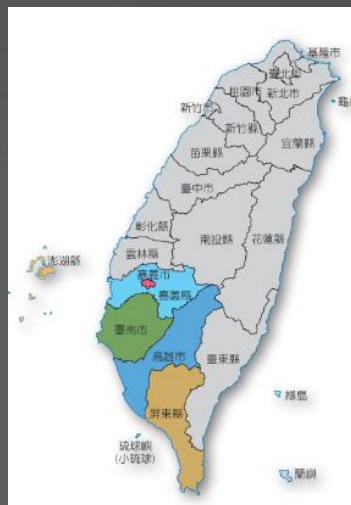 基隆市
臺北市
新北市
桃園市
龜山
新竹市
新竹縣
宜蘭縣
苗栗縣
臺中市
彰化縣
南投縣
花蓮縣
雲林縣
澎湖縣
嘉義市
嘉義縣
臺南市
高雄市
臺東縣
屏東縣
綠島
琉球嶼
(小琉球)
蘭嶼